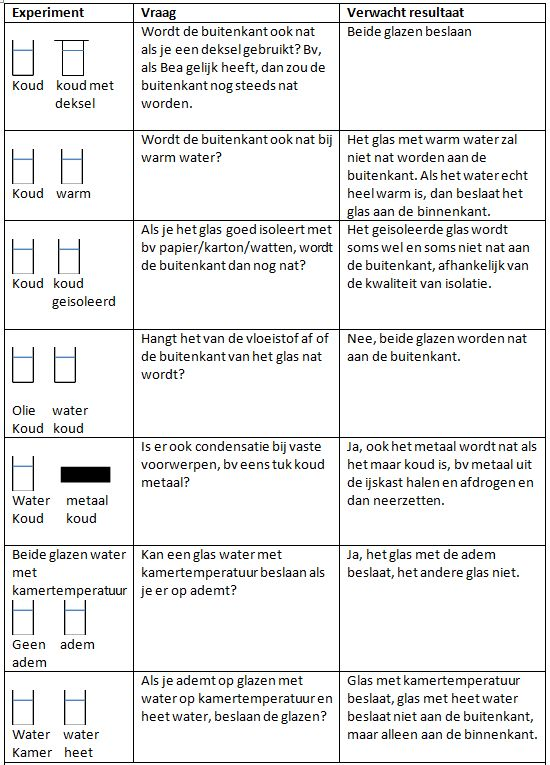 Experiment
Vraag
Verwacht resultaat
Koud
koud met
deksel
Wordt de buitenkant ook nat
als je een deksel gebruikt? Bv,
als Bea gelijk heeft, dan zou de
buitenkant nog steeds nat
worden.
Beide glazen beslaan
Koud
warm
Wordt de buitenkant ook nat bij
warm water?
Het glas met warm water zal
niet nat worden aan de
buitenkant. Als het water echt
heel warm is, dan beslaat het
glas aan de binnenkant.
Koud
koud
geisoleerd
Als je het glas goed isoleert met
bv papier/karton/watten, wordt
de buitenkant dan nog nat?
Het geisoleerde glas wordt
soms wel en soms niet nat aan
de buitenkant, afhankelijk van
de kwaliteit van isolatie.
Olie
water
Koud
koud
Hangt het van de vloeistof af of
de buitenkant van het glas nat
wordt?
Nee, beide glazen worden nat
aan de buitenkant.
Water
metaal
Koud
koud
Is er ook condensatie bij vaste
voorwerpen, bv eens tuk koud
metaal?
Ja, ook het metaal wordt nat als
het maar koud is, bv metaal uit
de ijskast halen en afdrogen en
dan neerzetten.
Beide glazen water
met
kamertemperatuur
Geen
adem
adem
Kan een glas water met
kamertemperatuur beslaan als
je er op ademt?
Ja, het glas met de adem
beslaat, het andere glas niet.
Water
water
Kamer
heet
Als je ademt op glazen met
water op kamertemperatuur en
heet water, beslaan de glazen?
Glas met kamertemperatuur
beslaat, glas met heet water
beslaat niet aan de buitenkant,
maar alleen aan de binnenkant.